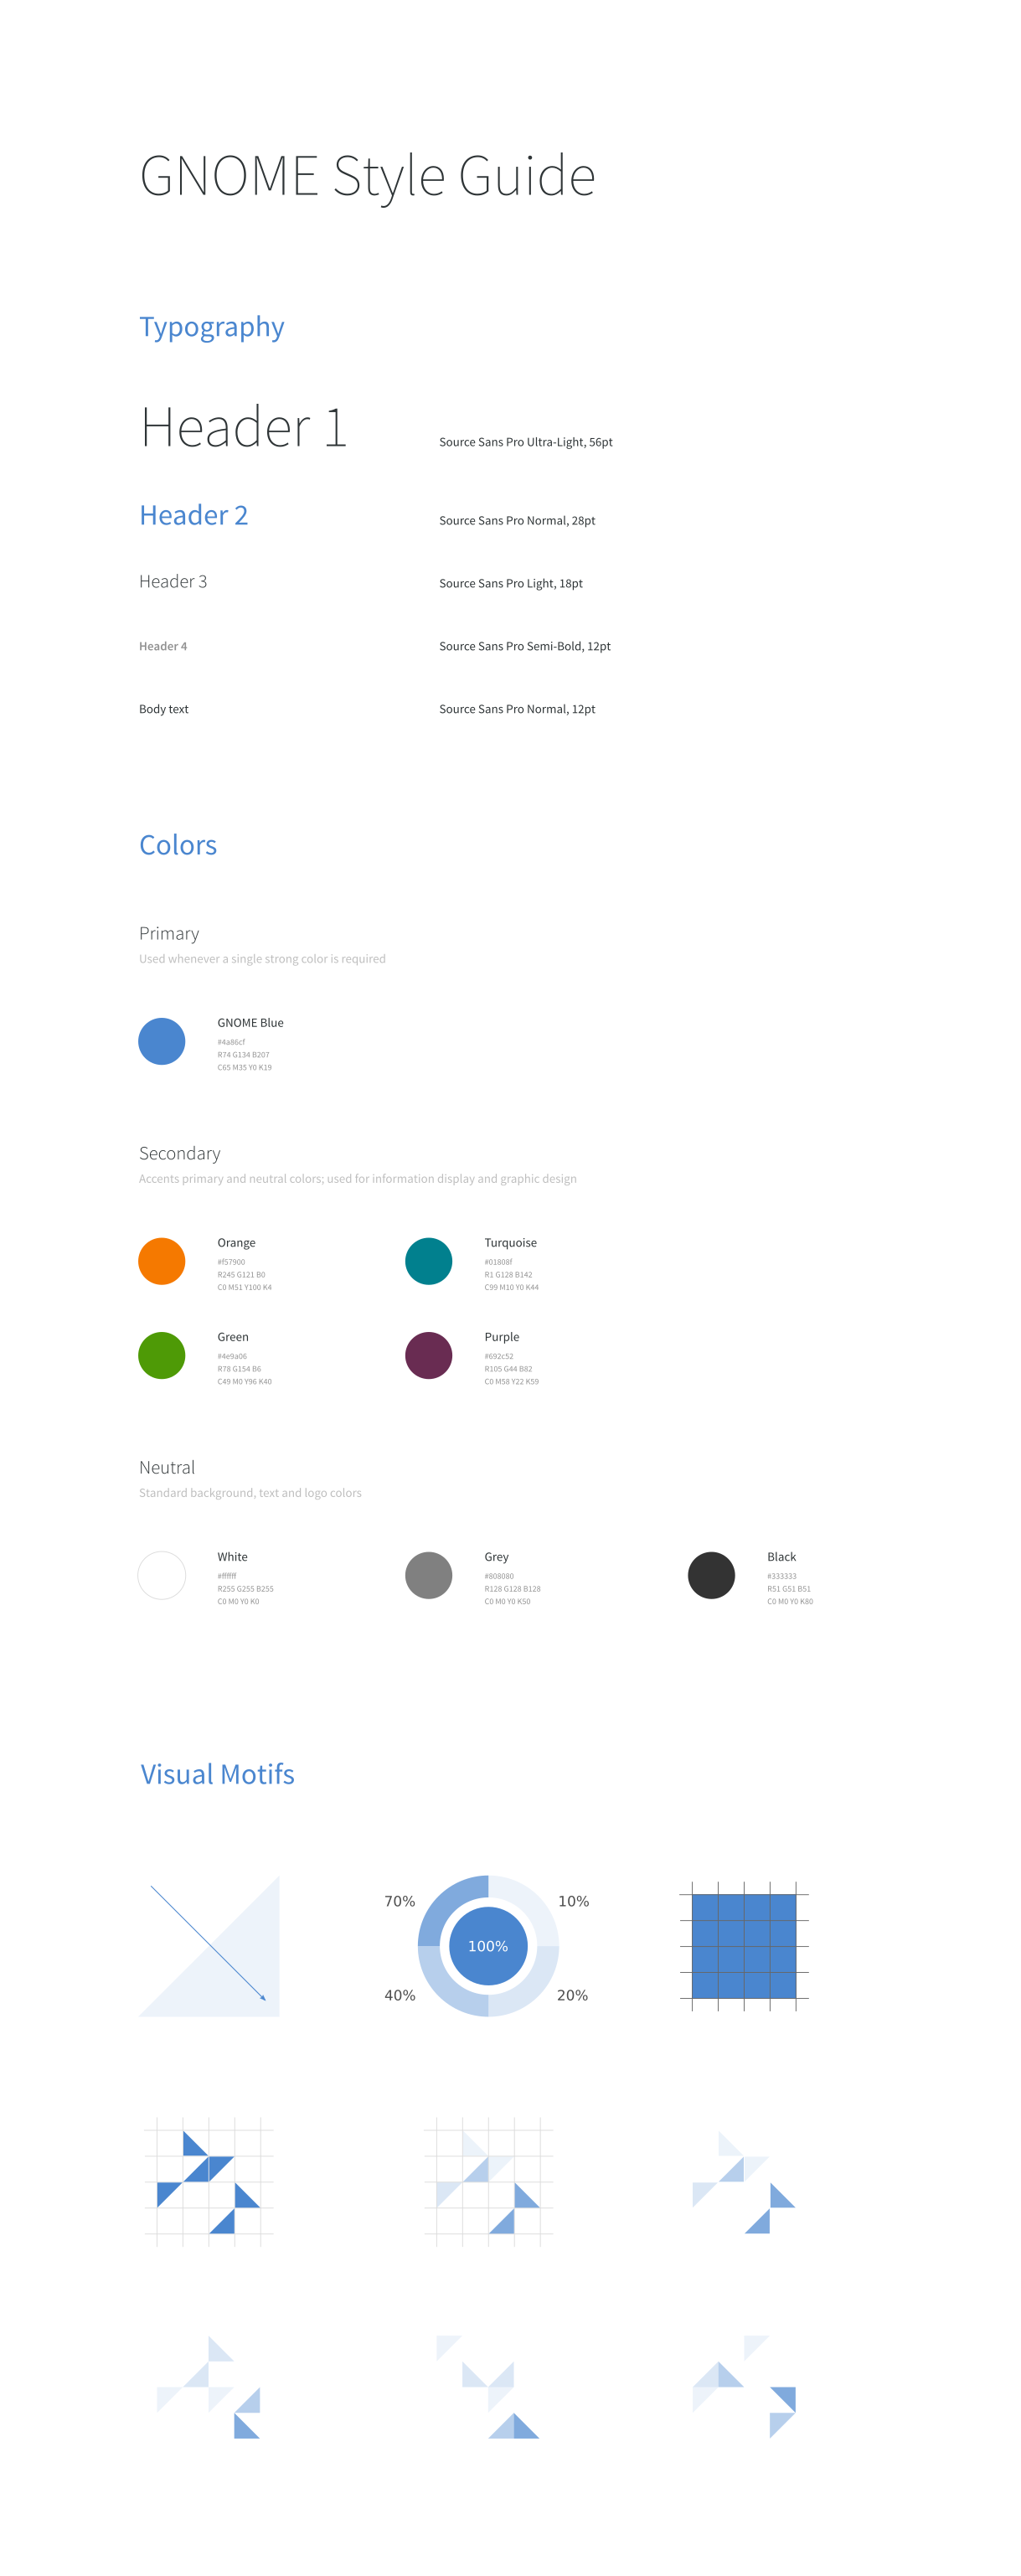 GNOME Style Guide
Typography
Header 1
Source Sans Pro Ultra-Light, 56pt
Header 2
Source Sans Pro Normal, 28pt
Header 3
Source Sans Pro Light, 18pt
Header 4
Source Sans Pro Semi-Bold, 12pt
Body text
Source Sans Pro Normal, 12pt
Colors
Primary
Used whenever a single strong color is required
GNOME Blue
#4a86cf
R74 G134 B207
C65 M35 Y0 K19
Secondary
Accents primary and neutral colors; used for information display and graphic design
Orange
#f57900
R245 G121 B0
C0 M51 Y100 K4
Turquoise
#01808f
R1 G128 B142
C99 M10 Y0 K44
Green
#4e9a06
R78 G154 B6
C49 M0 Y96 K40
Purple
#692c52
R105 G44 B82
C0 M58 Y22 K59
Neutral
Standard background, text and logo colors
White
#ffffff
R255 G255 B255
C0 M0 Y0 K0
Grey
#808080
R128 G128 B128
C0 M0 Y0 K50
Black
#333333
R51 G51 B51
C0 M0 Y0 K80
Visual Motifs
70%
10%
100%
40%
20%